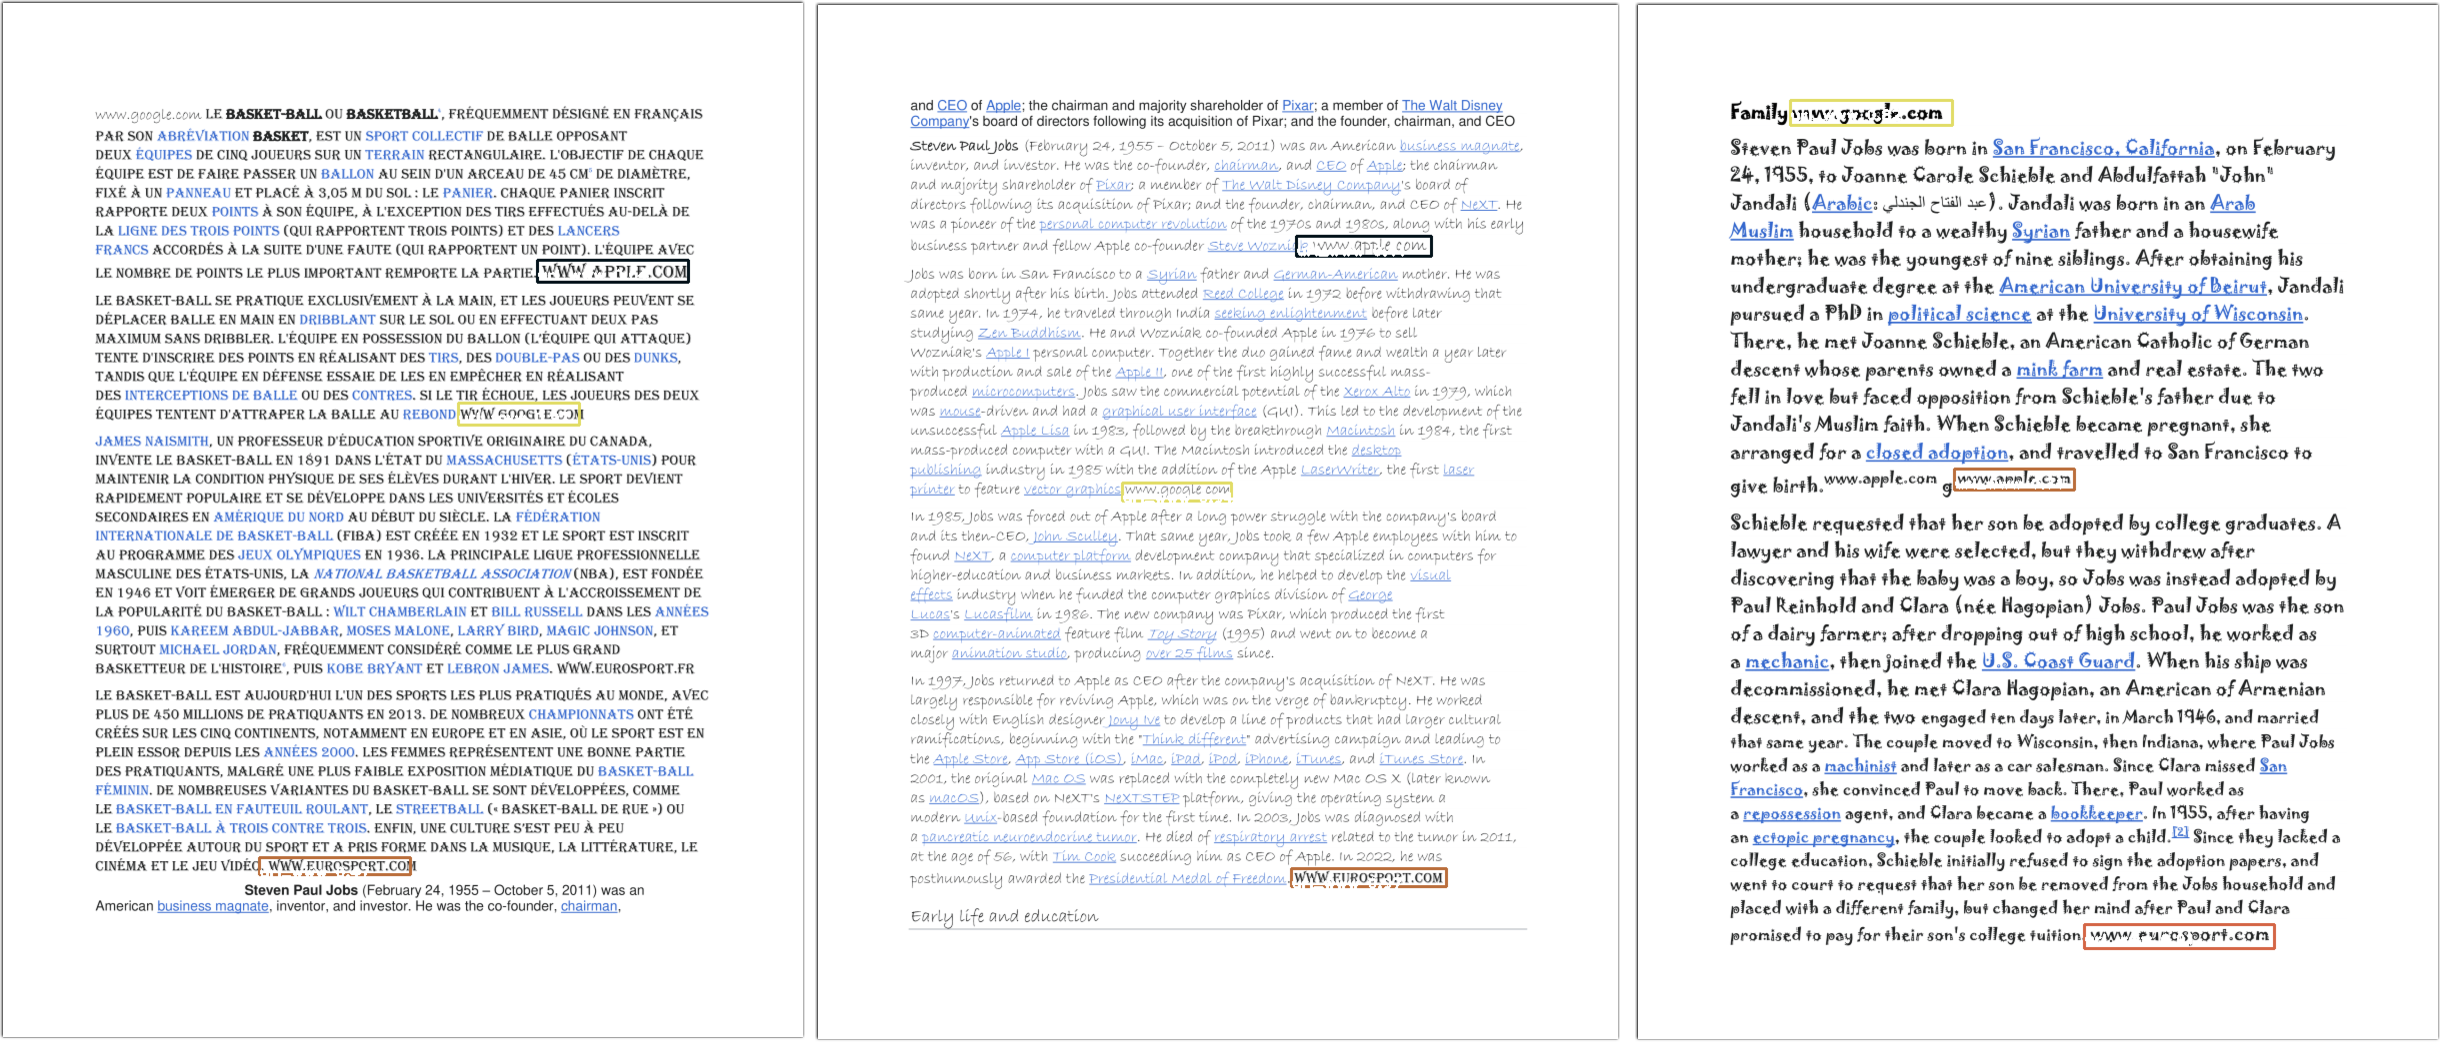 www.google.com LE BASKET-BALL OU BASKETBALL, FRÉQUEMMENT DÉSIGNÉ EN FRANÇAIS
PAR SON ABRÉVIATION BASKET, EST UN SPORT COLLECTIF DE BALLE OPPOSANT
DEUX ÉQUIPES DE CINQ JOUEURS SUR UN TERRAIN RECTANGULAIRE. L'OBJECTIF DE CHAQUE
ÉQUIPE EST DE FAIRE PASSER UN BALLON AU SEIN D'UN ARCEAU DE 45 CM DE DIAMÈTRE,
FIXÉ À UN PANNEAU ET PLACÉ À 3,05 M DU SOL : LE PANIER. CHAQUE PANIER INSCRIT
RAPPORTE DEUX POINTS À SON ÉQUIPE, À L'EXCEPTION DES TIRS EFFECTUÉS AU-DELÀ DE
LA LIGNE DES TROIS POINTS (QUI RAPPORTENT TROIS POINTS) ET DES LANCERS
FRANCS ACCORDÉS À LA SUITE D'UNE FAUTE (QUI RAPPORTENT UN POINT). L'ÉQUIPE AVEC
LE NOMBRE DE POINTS LE PLUS IMPORTANT REMPORTE LA PARTIE. WWW.APPLE.COM
LE BASKET-BALL SE PRATIQUE EXCLUSIVEMENT À LA MAIN, ET LES JOUEURS PEUVENT SE
DÉPLACER BALLE EN MAIN EN DRIBBLANT SUR LE SOL OU EN EFFECTUANT DEUX PAS
MAXIMUM SANS DRIBBLER. L'ÉQUIPE EN POSSESSION DU BALLON (L'ÉQUIPE QUI ATTAQUE)
TENTE D'INSCRIRE DES POINTS EN RÉALISANT DES TIRS, DES DOUBLE-PAS OU DES DUNKS,
TANDIS QUE L'ÉQUIPE EN DÉFENSE ESSAIE DE LES EN EMPÊCHER EN RÉALISANT
DES INTERCEPTIONS DE BALLE OU DES CONTRES. SI LE TIR ÉCHOUE, LES JOUEURS DES DEUX
ÉQUIPES TENTENT D'ATTRAPER LA BALLE AU REBOND WWW.GOOGLE.COM
JAMES NAISMITH, UN PROFESSEUR D'ÉDUCATION SPORTIVE ORIGINAIRE DU CANADA,
INVENTE LE BASKET-BALL EN 1891 DANS L'ÉTAT DU MASSACHUSETTS (ÉTATS-UNIS) POUR
MAINTENIR LA CONDITION PHYSIQUE DE SES ÉLÈVES DURANT L'HIVER. LE SPORT DEVIENT
RAPIDEMENT POPULAIRE ET SE DÉVELOPPE DANS LES UNIVERSITÉS ET ÉCOLES
SECONDAIRES EN AMÉRIQUE DU NORD AU DÉBUT DU SIÈCLE. LA FÉDÉRATION
INTERNATIONALE DE BASKET-BALL (FIBA) EST CRÉÉE EN 1932 ET LE SPORT EST INSCRIT
AU PROGRAMME DES JEUX OLYMPIQUES EN 1936. LA PRINCIPALE LIGUE PROFESSIONNELLE
MASCULINE DES ÉTATS-UNIS, LA NATIONAL BASKETBALL ASSOCIATION (NBA), EST FONDÉE
EN 1946 ET VOIT ÉMERGER DE GRANDS JOUEURS QUI CONTRIBUENT À L'ACCROISSEMENT DE
LA POPULARITÉ DU BASKET-BALL : WILT CHAMBERLAIN ET BILL RUSSELL DANS LES ANNÉES
1960, PUIS KAREEM ABDUL-JABBAR, MOSES MALONE, LARRY BIRD, MAGIC JOHNSON, ET
SURTOUT MICHAEL JORDAN, FRÉQUEMMENT CONSIDÉRÉ COMME LE PLUS GRAND
BASKETTEUR DE L'HISTOIRE, PUIS KOBE BRYANT ET LEBRON JAMES. WWW.EUROSPORT.FR
LE BASKET-BALL EST AUJOURD'HUI L'UN DES SPORTS LES PLUS PRATIQUÉS AU MONDE, AVEC
PLUS DE 450 MILLIONS DE PRATIQUANTS EN 2013. DE NOMBREUX CHAMPIONNATS ONT ÉTÉ
CRÉÉS SUR LES CINQ CONTINENTS, NOTAMMENT EN EUROPE ET EN ASIE, OÙ LE SPORT EST EN
PLEIN ESSOR DEPUIS LES ANNÉES 2000. LES FEMMES REPRÉSENTENT UNE BONNE PARTIE
DES PRATIQUANTS, MALGRÉ UNE PLUS FAIBLE EXPOSITION MÉDIATIQUE DU BASKET-BALL
FÉMININ. DE NOMBREUSES VARIANTES DU BASKET-BALL SE SONT DÉVELOPPÉES, COMME
LE BASKET-BALL EN FAUTEUIL ROULANT, LE STREETBALL (« BASKET-BALL DE RUE ») OU
LE BASKET-BALL À TROIS CONTRE TROIS. ENFIN, UNE CULTURE S'EST PEU À PEU
DÉVELOPPÉE AUTOUR DU SPORT ET A PRIS FORME DANS LA MUSIQUE, LA LITTÉRATURE, LE
CINÉMA ET LE JEU VIDÉO. WWW.EUROSPORT.COM
Steven Paul Jobs (February 24, 1955 – October 5, 2011) was an
American business magnate, inventor, and investor. He was the co-founder, chairman,
and CEO of Apple; the chairman and majority shareholder of Pixar; a member of The Walt Disney
Company's board of directors following its acquisition of Pixar; and the founder, chairman, and CEO
Steven Paul Jobs (February 24, 1955 – October 5, 2011) was an American business magnate,
inventor, and investor. He was the co-founder, chairman, and CEO of Apple; the chairman
and majority shareholder of Pixar; a member of The Walt Disney Company's board of
directors following its acquisition of Pixar; and the founder, chairman, and CEO of NeXT. He
was a pioneer of the personal computer revolution of the 1970s and 1980s, along with his early
business partner and fellow Apple co-founder Steve Wozniak www.apple.com
Jobs was born in San Francisco to a Syrian father and German-American mother. He was
adopted shortly after his birth. Jobs attended Reed College in 1972 before withdrawing that
same year. In 1974, he traveled through India seeking enlightenment before later
studying Zen Buddhism. He and Wozniak co-founded Apple in 1976 to sell
Wozniak's Apple I personal computer. Together the duo gained fame and wealth a year later
with production and sale of the Apple II, one of the first highly successful mass-
produced microcomputers. Jobs saw the commercial potential of the Xerox Alto in 1979, which
was mouse-driven and had a graphical user interface (GUI). This led to the development of the
unsuccessful Apple Lisa in 1983, followed by the breakthrough Macintosh in 1984, the first
mass-produced computer with a GUI. The Macintosh introduced the desktop
publishing industry in 1985 with the addition of the Apple LaserWriter, the first laser
printer to feature vector graphics www.google.com
In 1985, Jobs was forced out of Apple after a long power struggle with the company's board
and its then-CEO, John Sculley. That same year, Jobs took a few Apple employees with him to
found NeXT, a computer platform development company that specialized in computers for
higher-education and business markets. In addition, he helped to develop the visual
effects industry when he funded the computer graphics division of George
Lucas's Lucasfilm in 1986. The new company was Pixar, which produced the first
3D computer-animated feature film Toy Story (1995) and went on to become a
major animation studio, producing over 25 films since.
In 1997, Jobs returned to Apple as CEO after the company's acquisition of NeXT. He was
largely responsible for reviving Apple, which was on the verge of bankruptcy. He worked
closely with English designer Jony Ive to develop a line of products that had larger cultural
ramifications, beginning with the "Think different" advertising campaign and leading to
the Apple Store, App Store (iOS), iMac, iPad, iPod, iPhone, iTunes, and iTunes Store. In
2001, the original Mac OS was replaced with the completely new Mac OS X (later known
as macOS), based on NeXT's NeXTSTEP platform, giving the operating system a
modern Unix-based foundation for the first time. In 2003, Jobs was diagnosed with
a pancreatic neuroendocrine tumor. He died of respiratory arrest related to the tumor in 2011,
at the age of 56, with Tim Cook succeeding him as CEO of Apple. In 2022, he was
posthumously awarded the Presidential Medal of Freedom. WWW.EUROSPORT.COM
Early life and education
Family www.google.com
Steven Paul Jobs was born in San Francisco, California, on February
24, 1955, to Joanne Carole Schieble and Abdulfattah "John"
Jandali (Arabic: عبد الفتاح الجندلي). Jandali was born in an Arab
Muslim household to a wealthy Syrian father and a housewife
mother; he was the youngest of nine siblings. After obtaining his
undergraduate degree at the American University of Beirut, Jandali
pursued a PhD in political science at the University of Wisconsin.
There, he met Joanne Schieble, an American Catholic of German
descent whose parents owned a mink farm and real estate. The two
fell in love but faced opposition from Schieble's father due to
Jandali's Muslim faith. When Schieble became pregnant, she
arranged for a closed adoption, and travelled to San Francisco to
give birth. www.apple.com g www.apple.com
Schieble requested that her son be adopted by college graduates. A
lawyer and his wife were selected, but they withdrew after
discovering that the baby was a boy, so Jobs was instead adopted by
Paul Reinhold and Clara (née Hagopian) Jobs. Paul Jobs was the son
of a dairy farmer; after dropping out of high school, he worked as
a mechanic, then joined the U.S. Coast Guard. When his ship was
decommissioned, he met Clara Hagopian, an American of Armenian
descent, and the two engaged ten days later, in March 1946, and married
that same year. The couple moved to Wisconsin, then Indiana, where Paul Jobs
worked as a machinist and later as a car salesman. Since Clara missed San
Francisco, she convinced Paul to move back. There, Paul worked as
a repossession agent, and Clara became a bookkeeper. In 1955, after having
an ectopic pregnancy, the couple looked to adopt a child.[2] Since they lacked a
college education, Schieble initially refused to sign the adoption papers, and
went to court to request that her son be removed from the Jobs household and
placed with a different family, but changed her mind after Paul and Clara
promised to pay for their son's college tuition. www.eurosport.com